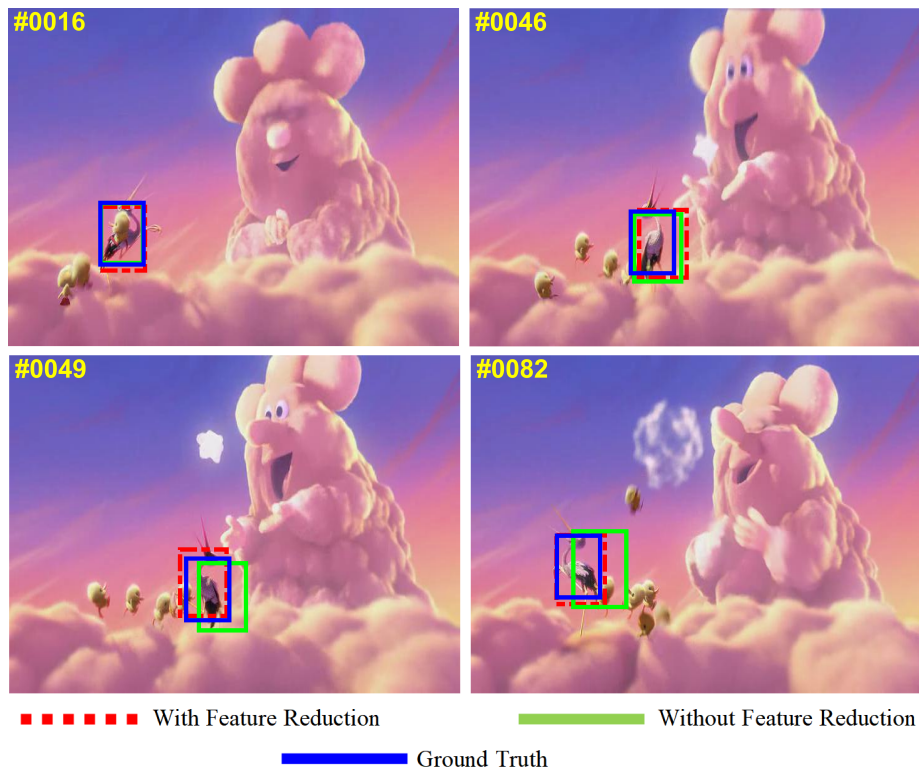 #0016
#0046
#0049
#0082
With Feature Reduction
Without Feature Reduction
Ground Truth